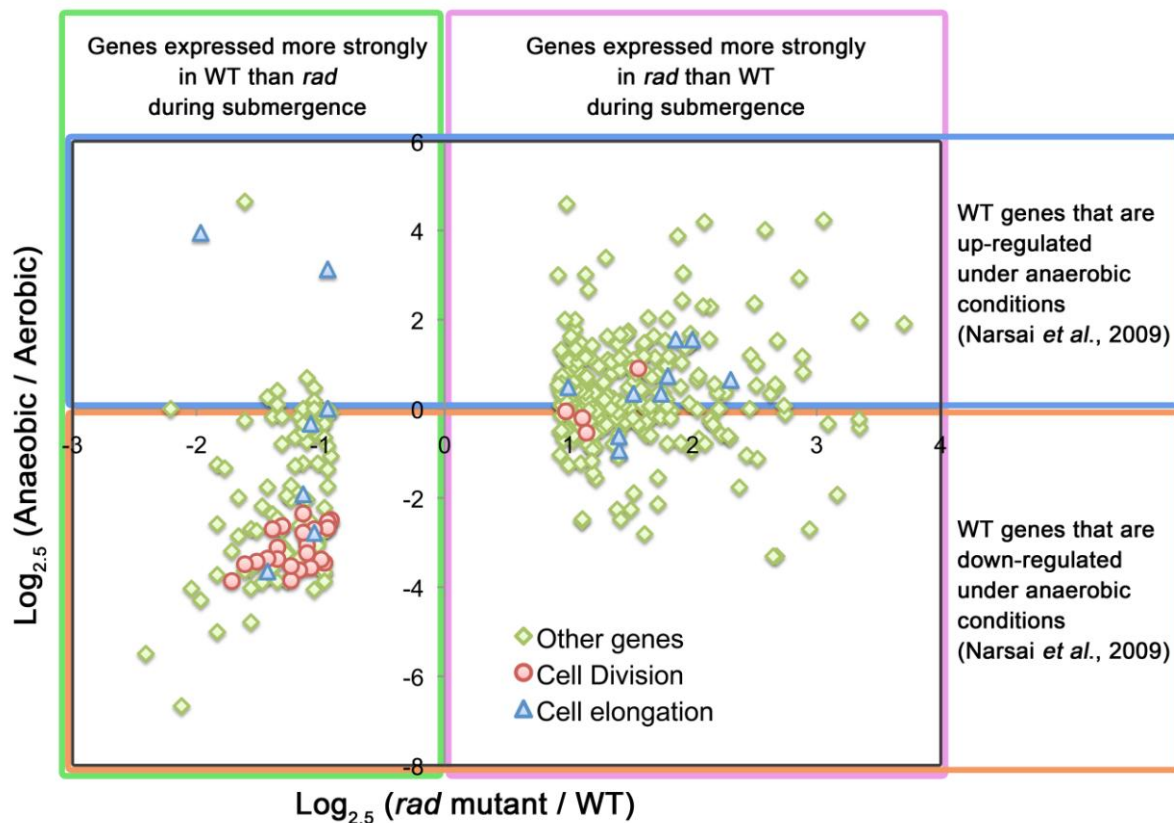 Genes expressed more strongly
in WT than rad
during submergence
Genes expressed more strongly
in rad than WT
during submergence
6
4
2
0
-2
-4
-6
-8
-3
-2
-1
0
1
2
3
4
Log2.5 (Anaeobic / Aerobic)
Log2.5 (rad mutant / WT)
Other genes
Cell Division
Cell elongation
WT genes that are
up-regulated
under anaerobic
conditions
(Narsai et al., 2009)
WT genes that are
down-regulated
under anaerobic
conditions
(Narsai et al., 2009)